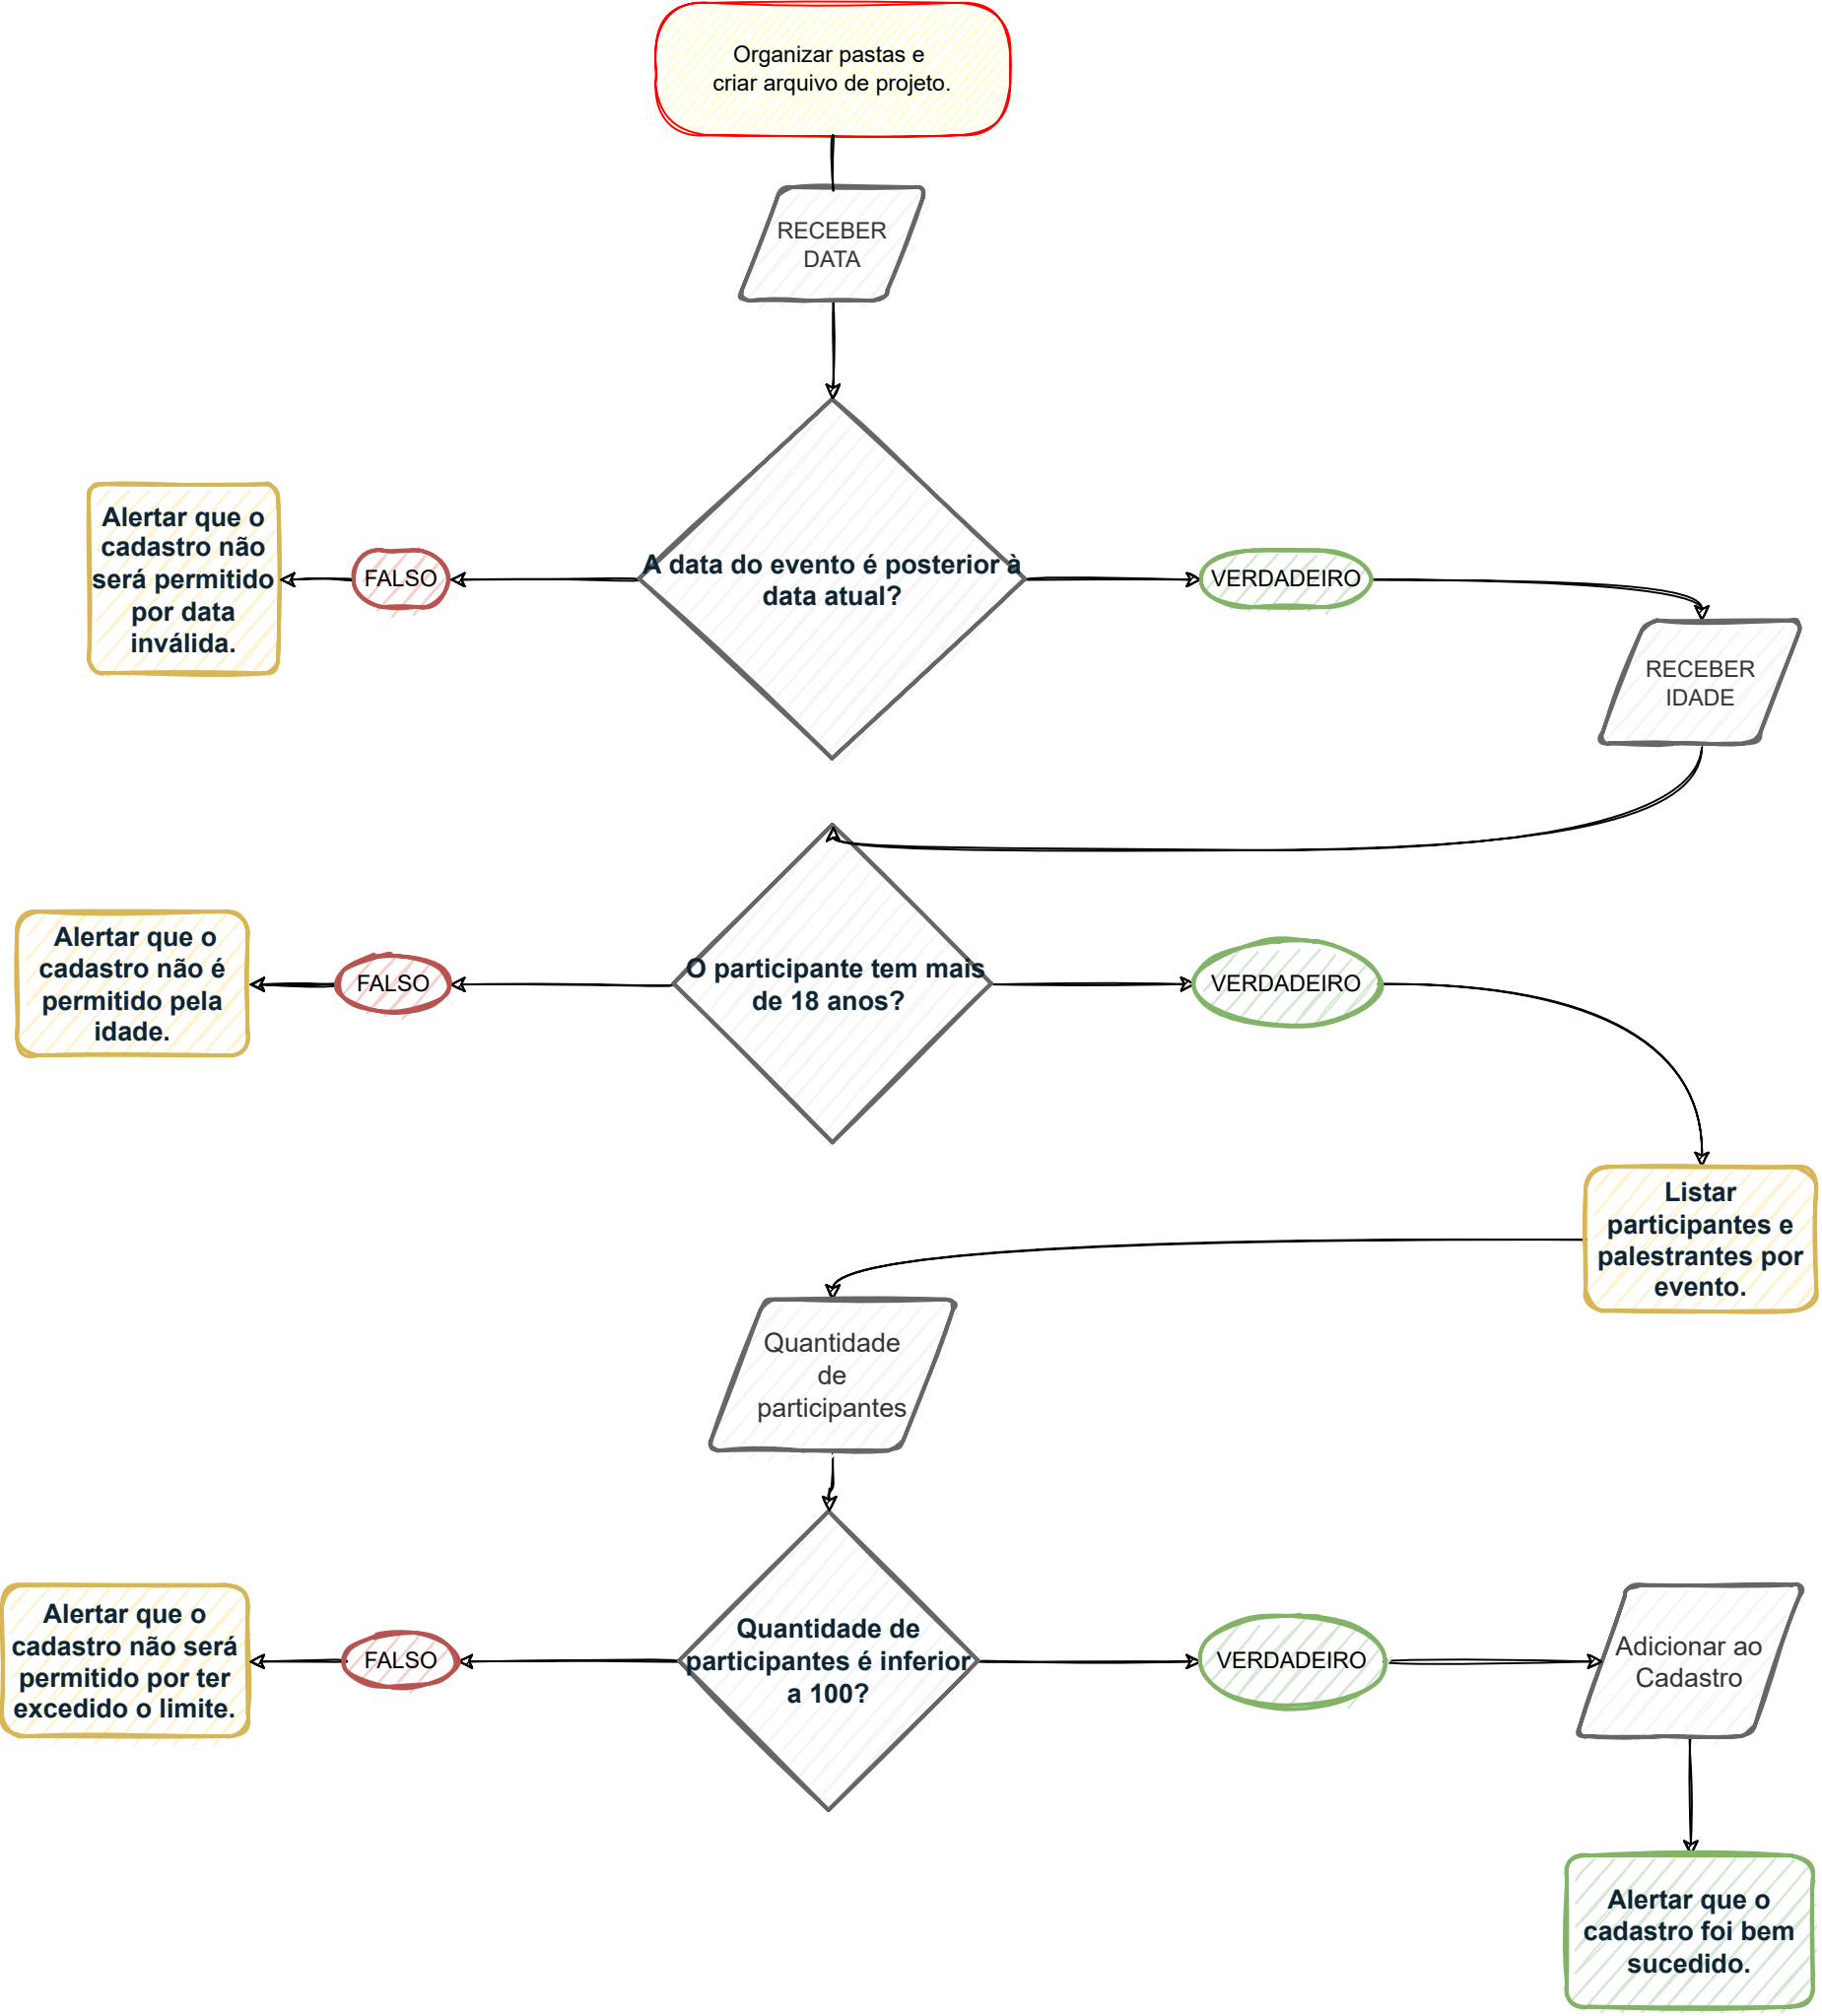 Organizar pastas e
criar arquivo de projeto.
RECEBER
DATA
A data do evento é posterior à
data atual?
FALSO
Alertar que o
cadastro não
será permitido
por data
inválida.
VERDADEIRO
RECEBER
IDADE
O participante tem mais
de 18 anos?
FALSO
Alertar que o
cadastro não é
permitido pela
idade.
VERDADEIRO
Listar
participantes e
palestrantes por
evento.
Quantidade
de
participantes
Quantidade de
participantes é inferior
a 100?
FALSO
Alertar que o
cadastro não será
permitido por ter
excedido o limite.
VERDADEIRO
Adicionar ao
Cadastro
Alertar que o
cadastro foi bem
sucedido.